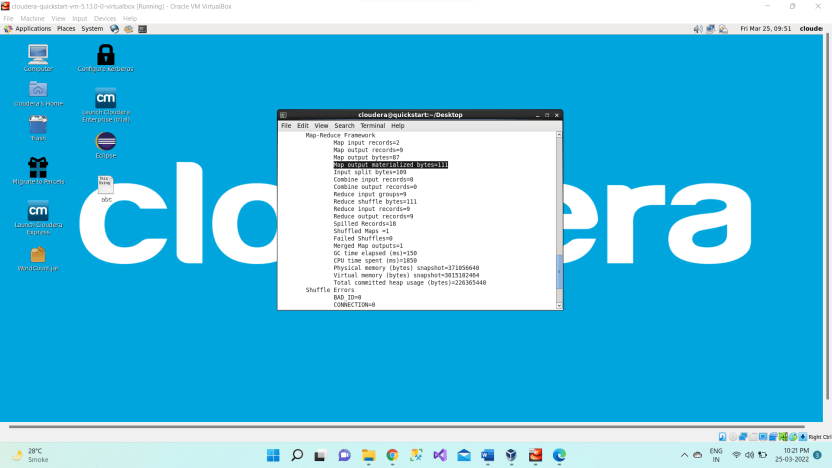 cloudera-quickstart-vm-5.13.0-0-virtualbox [Running] - Oracle VM VirtualBox
File Machine View Input Devices Help
Applications Places System
Fri Mar 25, 09:51 cloude
Computer
Configure Kerberos
cloudera's Home
Launch Cloudera
Enterprise (trial)
Trash
Eclipse
Migrate to Parcels
abc
Launch Cloudera
Express
WordCount.jar
clo
era
cloudera@quickstart:~/Desktop
File Edit View Search Terminal Help
Map-Reduce Framework
Map input records=2
Map output records=9
Map output bytes=87
Map output materialized bytes=111
Input split bytes=109
Combine input records=0
Combine output records=0
Reduce input groups=9
Reduce shuffle bytes=111
Reduce input records=9
Reduce output records=9
Spilled Records=18
Shuffled Maps =1
Failed Shuffles=0
Merged Map outputs=1
GC time elapsed (ms)=150
CPU time spent (ms)=1850
Physical memory (bytes) snapshot=371056640
Virtual memory (bytes) snapshot=3015102464
Total committed heap usage (bytes)=226365440
Shuffle Errors
BAD_ID=0
CONNECTION=0
Right Ctrl
28°C
Smoke
ENG
IN
10:21 PM
25-03-2022